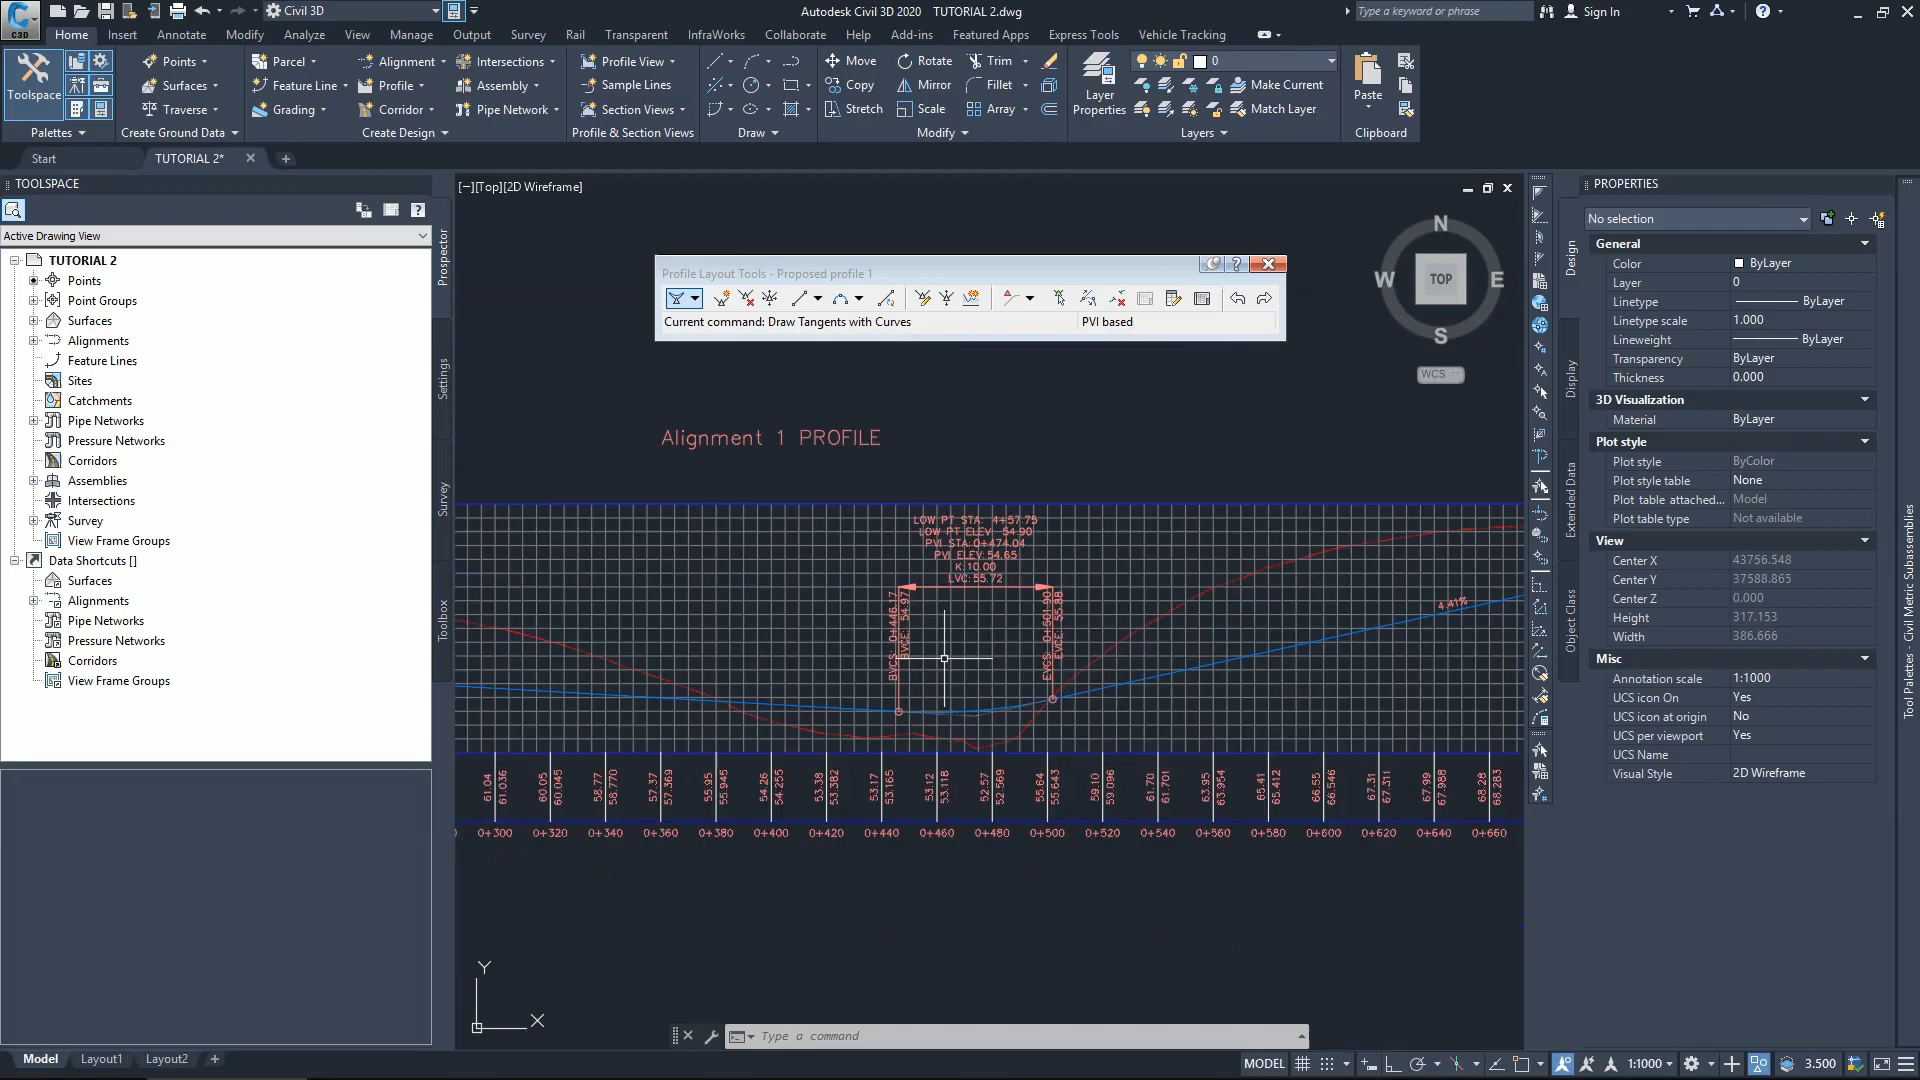 Civil 3D
Autodesk Civil 3D 2020 TUTORIAL 2.dwg
Type a keyword or phrase
Sign In
C3D
Home Insert Annotate Modify Analyze View Manage Output Survey Rail Transparent InfraWorks Collaborate Help Add-ins Featured Apps Express Tools Vehicle Tracking
Toolspace
Points
Surfaces
Traverse
Parcel
Feature Line
Grading
Alignment
Profile
Corridor
Intersections
Assembly
Pipe Network
Profile View
Sample Lines
Section Views
Move
Copy
Stretch
Rotate
Mirror
Scale
Trim
Fillet
Array
Layer
Properties
0
Make Current
Match Layer
Paste
Palettes
Create Ground Data
Create Design
Profile & Section Views
Draw
Modify
Layers
Clipboard
Start
TUTORIAL 2*
TOOLSPACE
Active Drawing View
TUTORIAL 2
Points
Point Groups
Surfaces
Alignments
Feature Lines
Sites
Catchments
Pipe Networks
Pressure Networks
Corridors
Assemblies
Intersections
Survey
View Frame Groups
Data Shortcuts []
Surfaces
Alignments
Pipe Networks
Pressure Networks
Corridors
View Frame Groups
Prospector
Settings
Survey
Toolbox
[−][Top][2D Wireframe]
Profile Layout Tools - Proposed profile 1
Current command: Draw Tangents with Curves
PVI based
N
W
TOP
E
S
WCS
Alignment 1 PROFILE
LOW PT STA: 4+57.75
LOW PT ELEV: 54.90
PVI STA:0+474.04
PVI ELEV:54.65
K:10.00
LVC:55.72
BVCS: 0+446.17
BVCE: 54.97
EVCS: 0+501.90
EVCE: 55.88
4.41%
61.04 61.036
60.05 60.045
58.77 58.770
57.37 57.369
55.95 55.945
54.26 54.255
53.38 53.382
53.17 53.165
53.12 53.118
52.57 52.569
55.64 55.643
59.10 59.096
61.70 61.701
63.95 63.954
65.41 65.412
66.55 66.546
67.31 67.311
67.99 67.988
68.28 68.283
0+300 0+320 0+340 0+360 0+380 0+400 0+420 0+440 0+460 0+480 0+500 0+520 0+540 0+560 0+580 0+600 0+620 0+640 0+660
Y
X
Type a command
PROPERTIES
No selection
General
Color ByLayer
Layer 0
Linetype ByLayer
Linetype scale 1.000
Lineweight ByLayer
Transparency ByLayer
Thickness 0.000
3D Visualization
Material ByLayer
Plot style
Plot style ByColor
Plot style table None
Plot table attached... Model
Plot table type Not available
View
Center X 43756.548
Center Y 37588.865
Center Z 0.000
Height 317.153
Width 386.666
Misc
Annotation scale 1:1000
UCS icon On Yes
UCS icon at origin No
UCS per viewport Yes
UCS Name
Visual Style 2D Wireframe
Design
Display
Extended Data
Object Class
Tool Palettes - Civil Metric Subassemblies
Model Layout1 Layout2
MODEL
1:1000
3.500